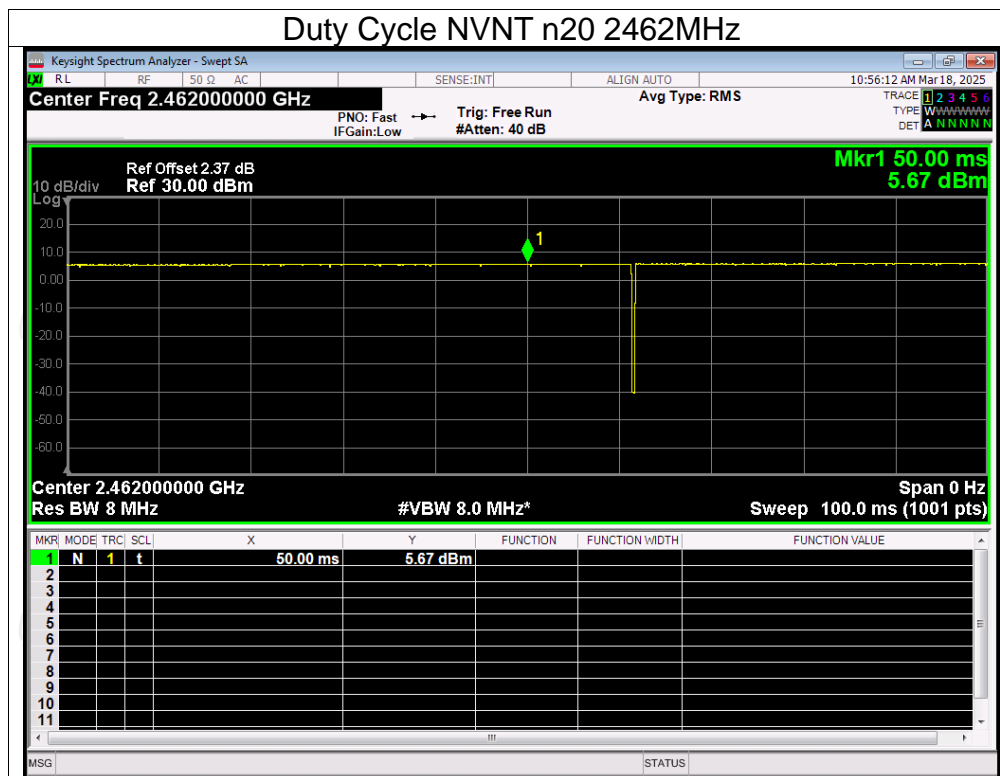 Duty Cycle NVNT n20 2462MHz
Keysight Spectrum Analyzer - Swept SA
LXI RL RF 50 Ω AC SENSE:INT ALIGN AUTO 10:56:12 AM Mar 18, 2025
Center Freq 2.462000000 GHz Avg Type: RMS TRACE 1 2 3 4 5 6
PNO: Fast Trig: Free Run TYPE WWWWWW
IFGain:Low #Atten: 40 dB DET A N N N N N
Mkr1 50.00 ms
Ref Offset 2.37 dB
10 dB/div Ref 30.00 dBm 5.67 dBm
Log
20.0
1
10.0
0.00
-10.0
-20.0
-30.0
-40.0
-50.0
-60.0
Center 2.462000000 GHz Span 0 Hz
Res BW 8 MHz #VBW 8.0 MHz* Sweep 100.0 ms (1001 pts)
MKR MODE TRC SCL X Y FUNCTION FUNCTION WIDTH FUNCTION VALUE
1 N 1 t 50.00 ms 5.67 dBm
2
3
4
5
6
7
8
9
10
11
MSG STATUS